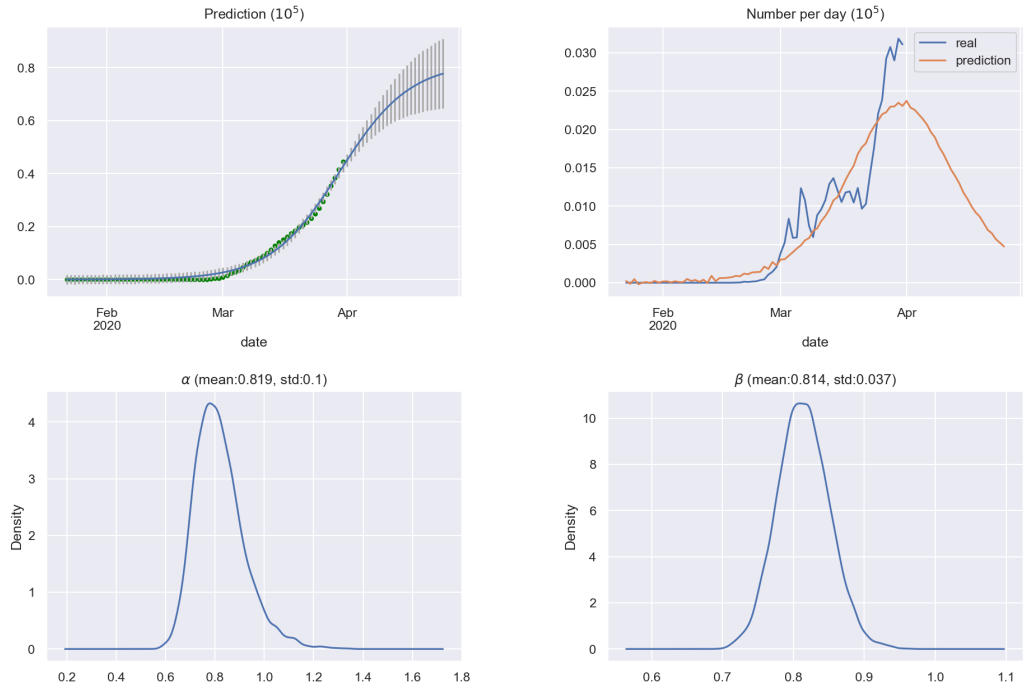 Prediction (10⁵)
0.8
0.6
0.4
0.2
0.0
Feb
2020
Mar
Apr
date
Number per day (10⁵)
real
prediction
0.030
0.025
0.020
0.015
0.010
0.005
0.000
Feb
2020
Mar
Apr
date
α (mean:0.819, std:0.1)
Density
4
3
2
1
0
0.2 0.4 0.6 0.8 1.0 1.2 1.4 1.6 1.8
β (mean:0.814, std:0.037)
Density
10
8
6
4
2
0
0.6 0.7 0.8 0.9 1.0 1.1